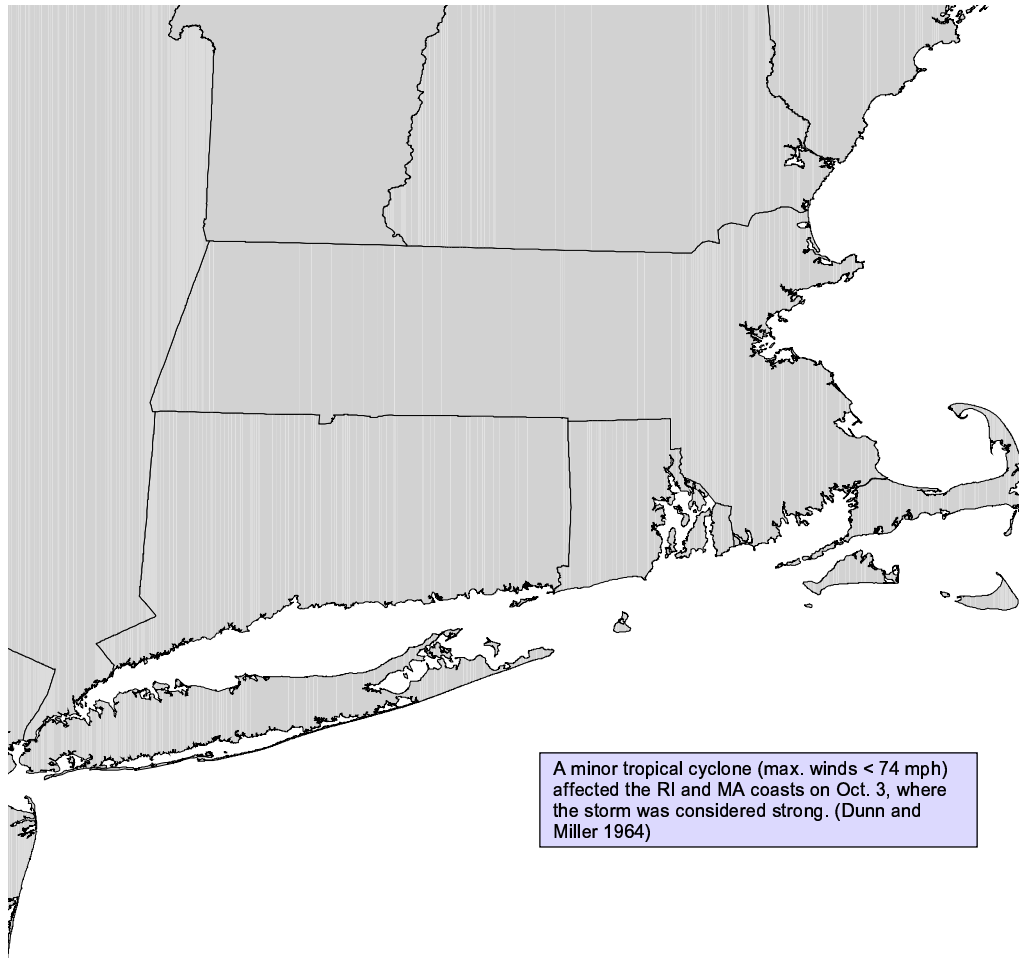 A minor tropical cyclone (max. winds < 74 mph)
affected the RI and MA coasts on Oct. 3, where
the storm was considered strong. (Dunn and
Miller 1964)